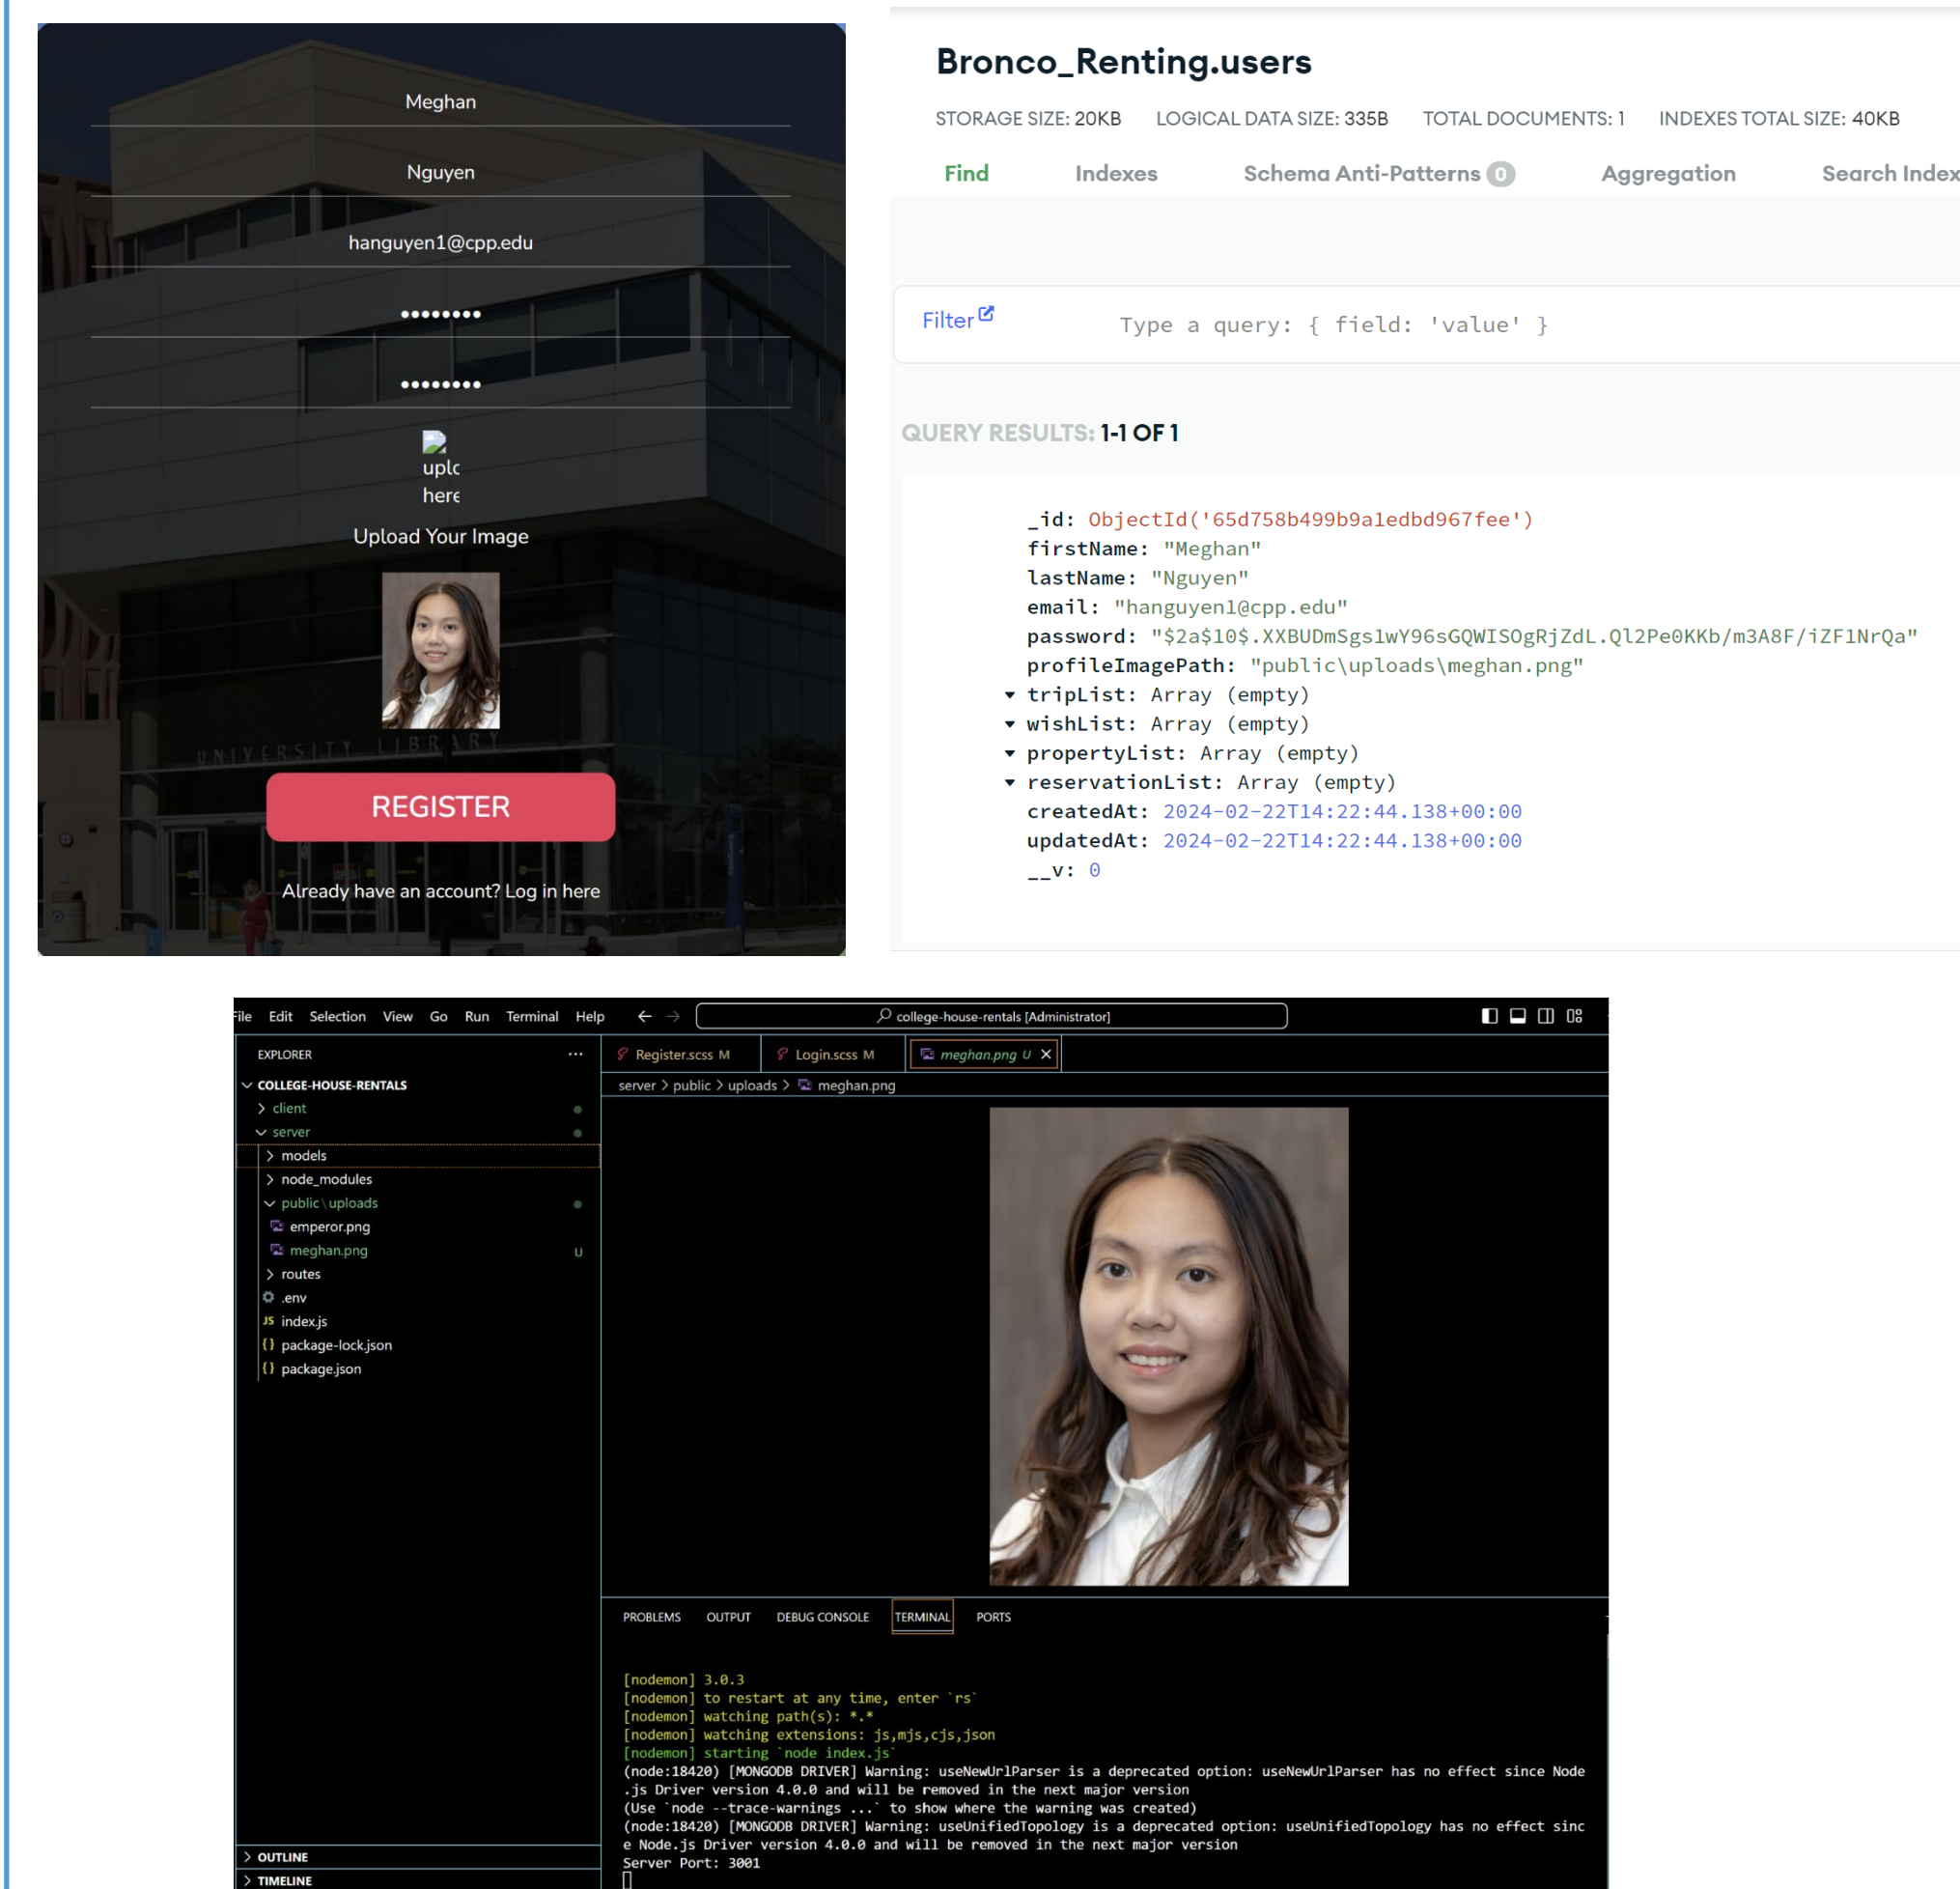 Meghan
Nguyen
hanguyen1@cpp.edu
••••••••
••••••••
uplo
here
Upload Your Image
UNIVERSITY LIBRARY
REGISTER
Already have an account? Log in here
Bronco_Renting.users
STORAGE SIZE: 20KB LOGICAL DATA SIZE: 335B TOTAL DOCUMENTS: 1 INDEXES TOTAL SIZE: 40KB
Find Indexes Schema Anti-Patterns 0 Aggregation Search Index
Filter Type a query: { field: 'value' }
QUERY RESULTS: 1-1 OF 1
_id: ObjectId('65d758b499b9a1edbd967fee')
firstName: "Meghan"
lastName: "Nguyen"
email: "hanguyen1@cpp.edu"
password: "$2a$10$.XXBUDmSgs1wY96sGQWISOgRjZdL.Ql2Pe0KKb/m3A8F/iZF1NrQa"
profileImagePath: "public\uploads\meghan.png"
tripList: Array (empty)
wishList: Array (empty)
propertyList: Array (empty)
reservationList: Array (empty)
createdAt: 2024-02-22T14:22:44.138+00:00
updatedAt: 2024-02-22T14:22:44.138+00:00
__v: 0
File Edit Selection View Go Run Terminal Help college-house-rentals [Administrator]
EXPLORER ...
COLLEGE-HOUSE-RENTALS
client
server
models
node_modules
public\uploads
emperor.png
meghan.png U
routes
.env
JS index.js
{} package-lock.json
{} package.json
OUTLINE
TIMELINE
Register.scss M Login.scss M meghan.png U
server > public > uploads > meghan.png
PROBLEMS OUTPUT DEBUG CONSOLE TERMINAL PORTS
[nodemon] 3.0.3
[nodemon] to restart at any time, enter `rs`
[nodemon] watching path(s): *.*
[nodemon] watching extensions: js,mjs,cjs,json
[nodemon] starting `node index.js`
(node:18420) [MONGODB DRIVER] Warning: useNewUrlParser is a deprecated option: useNewUrlParser has no effect since Node
.js Driver version 4.0.0 and will be removed in the next major version
(Use `node --trace-warnings ...` to show where the warning was created)
(node:18420) [MONGODB DRIVER] Warning: useUnifiedTopology is a deprecated option: useUnifiedTopology has no effect sinc
e Node.js Driver version 4.0.0 and will be removed in the next major version
Server Port: 3001